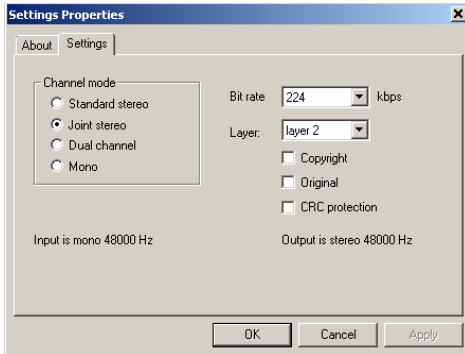 Settings Properties
About Settings
Channel mode
Standard stereo
Joint stereo
Dual channel
Mono
Bit rate 224 kbps
Layer: layer 2
Copyright
Original
CRC protection
Input is mono 48000 Hz
Output is stereo 48000 Hz
OK Cancel Apply